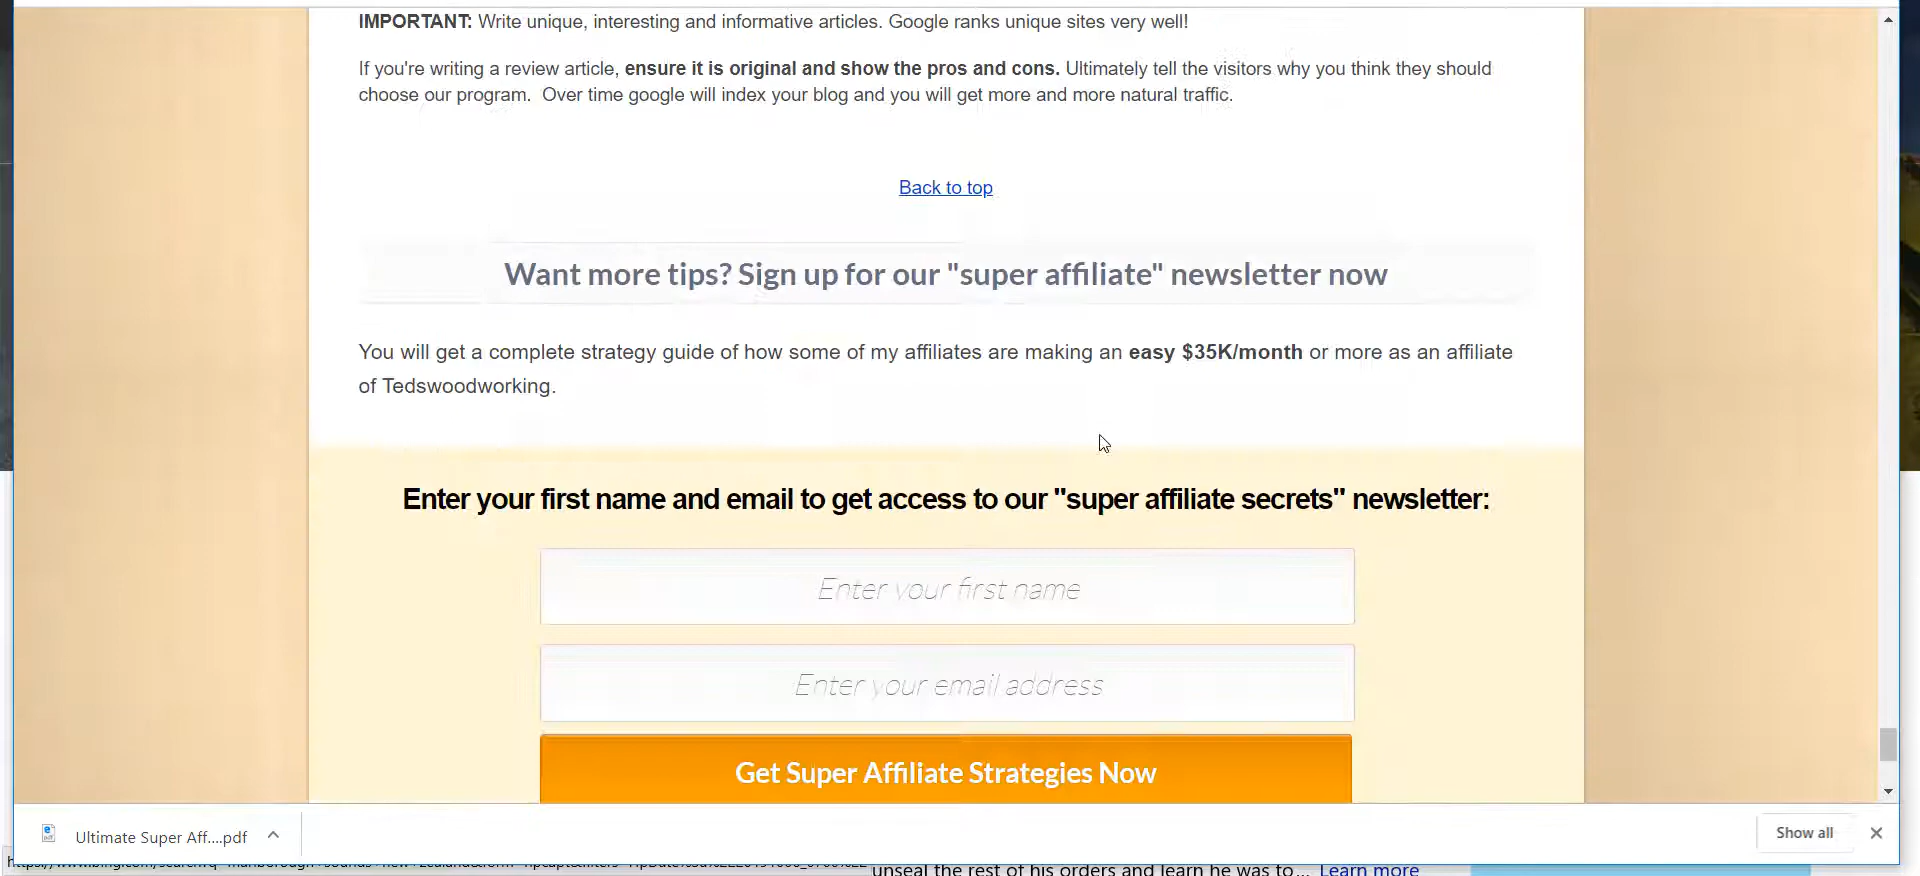 IMPORTANT: Write unique, interesting and informative articles. Google ranks unique sites very well!
If you're writing a review article, ensure it is original and show the pros and cons. Ultimately tell the visitors why you think they should
choose our program. Over time google will index your blog and you will get more and more natural traffic.
Back to top
Want more tips? Sign up for our "super affiliate" newsletter now
You will get a complete strategy guide of how some of my affiliates are making an easy $35K/month or more as an affiliate
of Tedswoodworking.
Enter your first name and email to get access to our "super affiliate secrets" newsletter:
Enter your first name
Enter your email address
Get Super Affiliate Strategies Now
Ultimate Super Aff....pdf
Show all
unseal the rest of his orders and learn he was to... Learn more